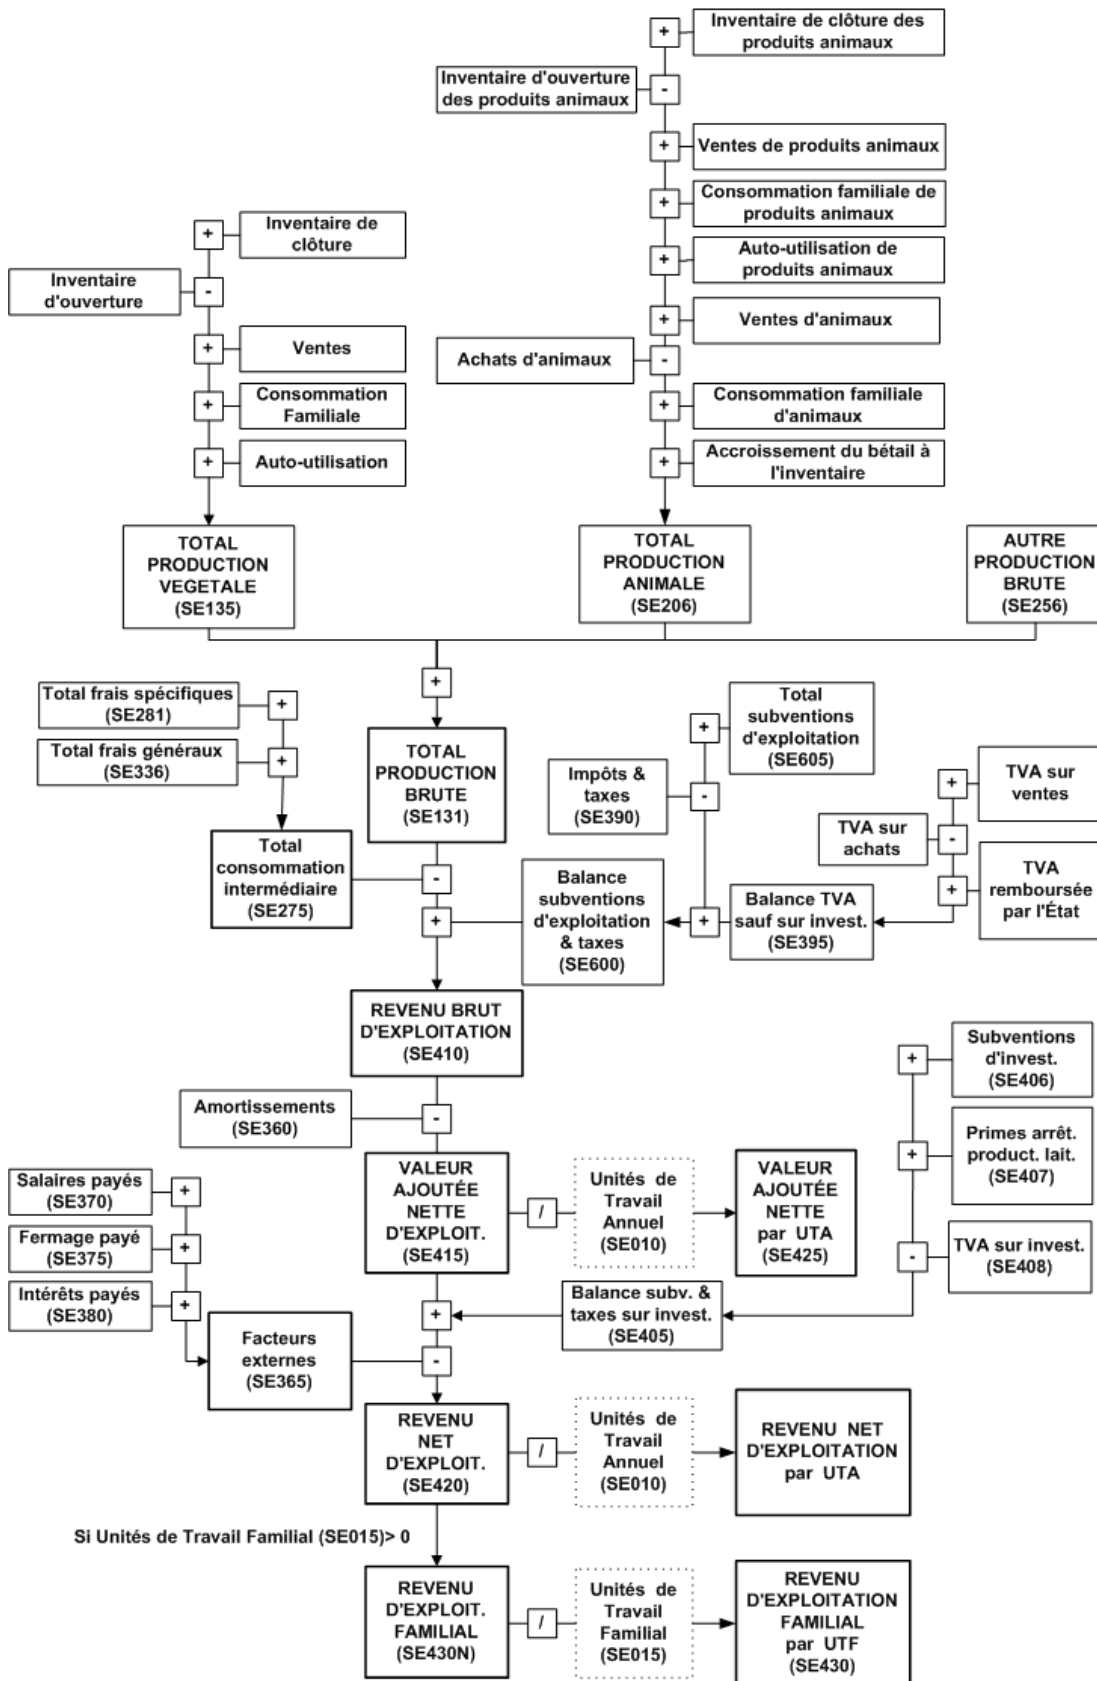 +
Inventaire de clôture des
produits animaux
Inventaire d'ouverture
des produits animaux
-
+
Ventes de produits animaux
+
Consommation familiale de
produits animaux
+
Inventaire de
clôture
+
Auto-utilisation de
produits animaux
Inventaire
d'ouverture
-
+
Ventes d'animaux
+
Ventes
Achats d'animaux
-
+
Consommation
Familiale
+
Consommation familiale
d'animaux
+
Auto-utilisation
+
Accroissement du bétail à
l'inventaire
TOTAL
PRODUCTION
VEGETALE
(SE135)
TOTAL
PRODUCTION
ANIMALE
(SE206)
AUTRE
PRODUCTION
BRUTE
(SE256)
+
Total frais spécifiques
(SE281)
+
Total frais généraux
(SE336)
+
TOTAL
PRODUCTION
BRUTE
(SE131)
+
Total
subventions
d'exploitation
(SE605)
Impôts &
taxes
(SE390)
-
+
TVA sur
ventes
TVA sur
achats
-
+
TVA
remboursée
par l'État
Total
consommation
intermédiaire
(SE275)
-
+
Balance
subventions
d'exploitation
& taxes
(SE600)
+
Balance TVA
sauf sur invest.
(SE395)
REVENU BRUT
D'EXPLOITATION
(SE410)
+
Subventions
d'invest.
(SE406)
Amortissements
(SE360)
-
+
Primes arrêt.
product. lait.
(SE407)
Salaires payés
(SE370)
+
VALEUR
AJOUTÉE
NETTE
D'EXPLOIT.
(SE415)
/
Unités de
Travail
Annuel
(SE010)
VALEUR
AJOUTÉE
NETTE
par UTA
(SE425)
Fermage payé
(SE375)
+
-
TVA sur invest.
(SE408)
Intérêts payés
(SE380)
+
+
Balance subv. &
taxes sur invest.
(SE405)
Facteurs
externes
(SE365)
-
REVENU
NET
D'EXPLOIT.
(SE420)
/
Unités de
Travail
Annuel
(SE010)
REVENU NET
D'EXPLOITATION
par UTA
Si Unités de Travail Familial (SE015)> 0
REVENU
D'EXPLOIT.
FAMILIAL
(SE430N)
/
Unités de
Travail
Familial
(SE015)
REVENU
D'EXPLOITATION
FAMILIAL
par UTF
(SE430)